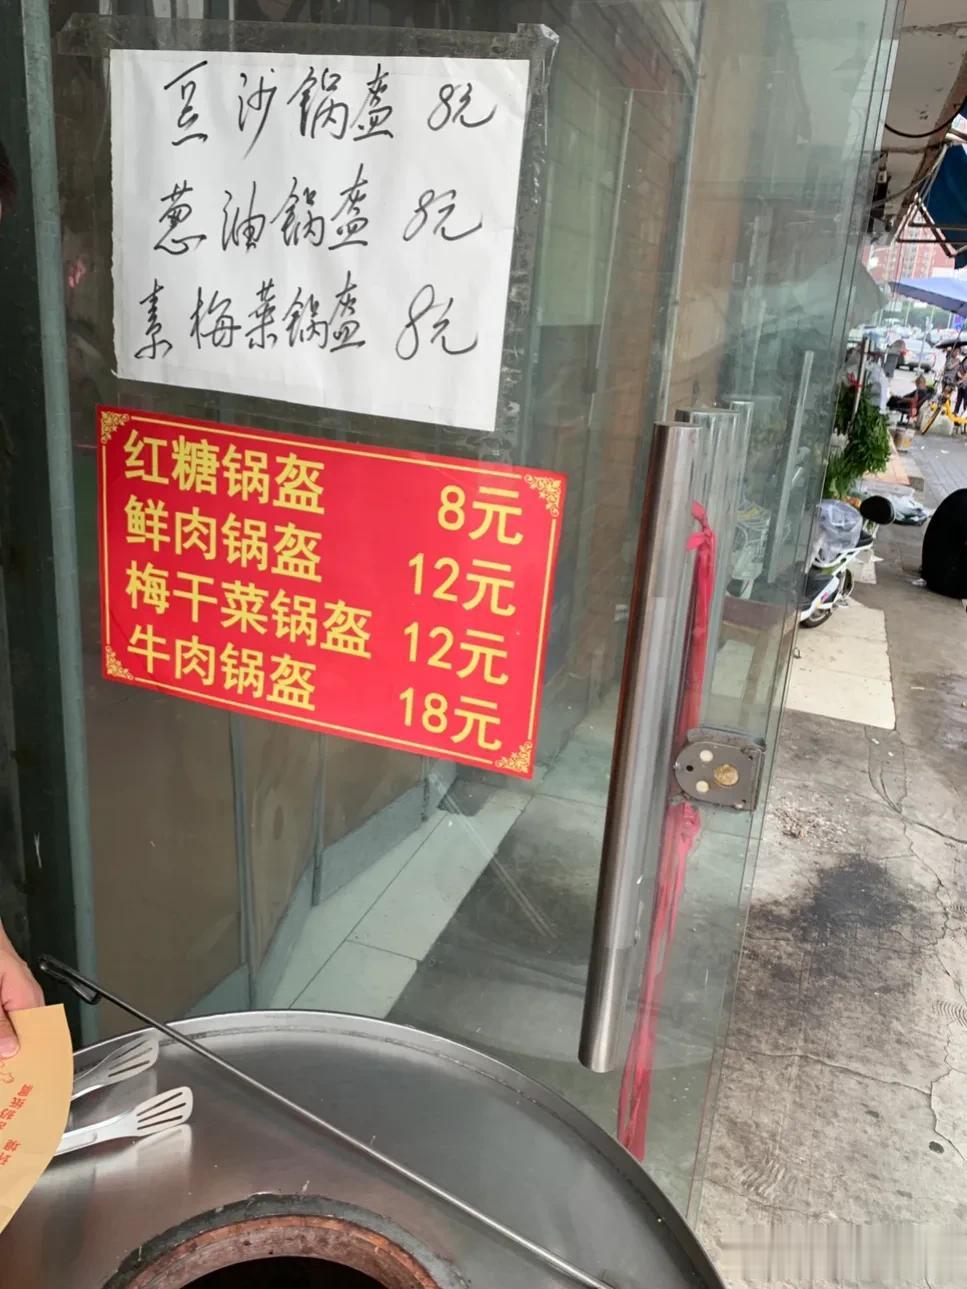 豆沙锅盔 8元
葱油锅盔 8元
素梅菜锅盔 8元
红糖锅盔 8元
鲜肉锅盔 12元
梅干菜锅盔 12元
牛肉锅盔 18元